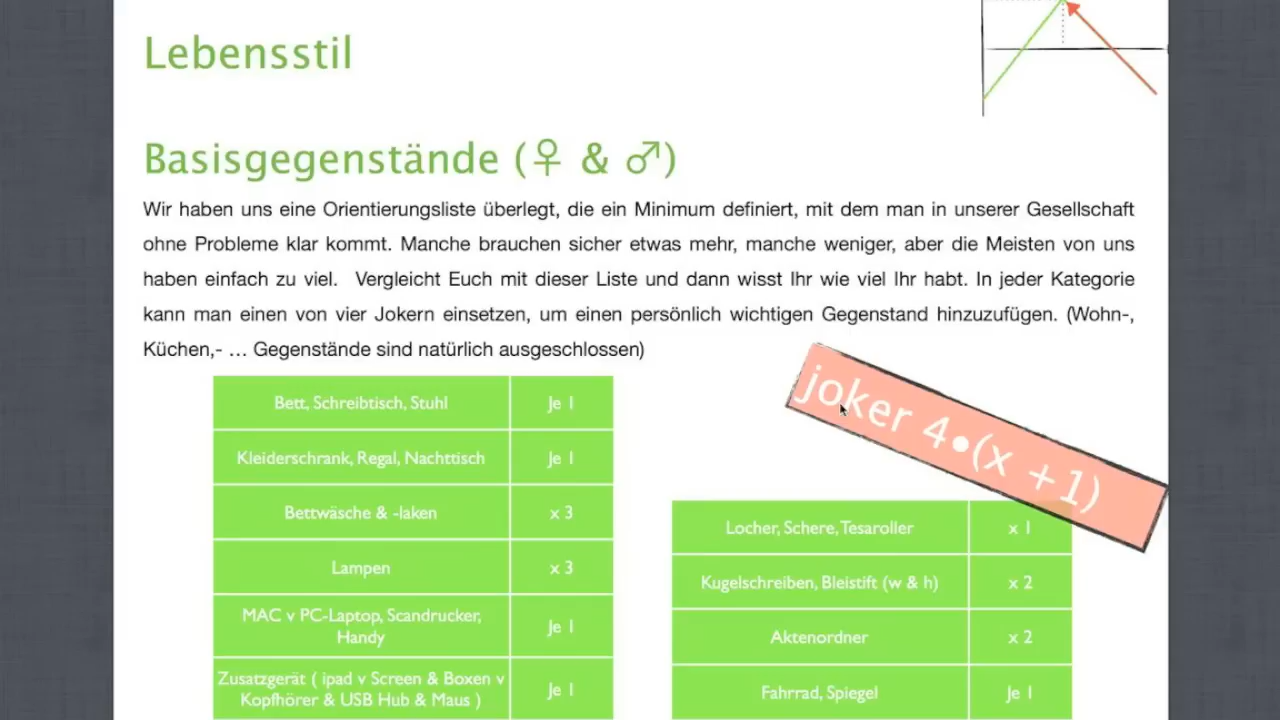 Lebensstil
Basisgegenstände (♀ & ♂)
Wir haben uns eine Orientierungsliste überlegt, die ein Minimum definiert, mit dem man in unserer Gesellschaft
ohne Probleme klar kommt. Manche brauchen sicher etwas mehr, manche weniger, aber die Meisten von uns
haben einfach zu viel. Vergleicht Euch mit dieser Liste und dann wisst Ihr wie viel Ihr habt. In jeder Kategorie
kann man einen von vier Jokern einsetzen, um einen persönlich wichtigen Gegenstand hinzuzufügen. (Wohn-,
Küchen,- … Gegenstände sind natürlich ausgeschlossen)
joker 4•(x +1)
Bett, Schreibtisch, Stuhl Je 1
Kleiderschrank, Regal, Nachttisch Je 1
Bettwäsche & -laken x 3
Lampen x 3
MAC v PC-Laptop, Scandrucker,
Handy Je 1
Zusatzgerät ( ipad v Screen & Boxen v
Kopfhörer & USB Hub & Maus ) Je 1
Locher, Schere, Tesaroller x 1
Kugelschreiben, Bleistift (w & h) x 2
Aktenordner x 2
Fahrrad, Spiegel Je 1